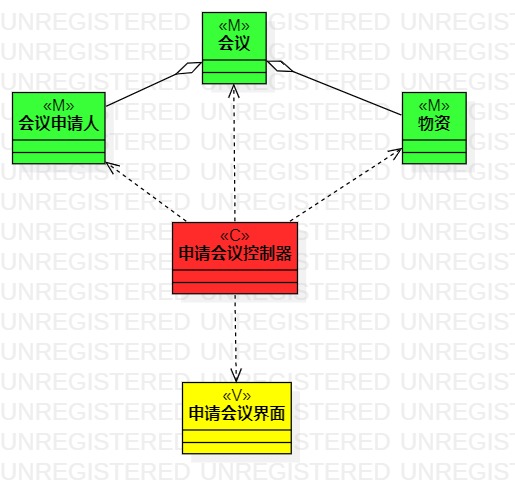 UNREGISTERED UNREGISTERED UNREGIS
«M»
会议
«M»
会议申请人
«M»
物资
«C»
申请会议控制器
«V»
申请会议界面